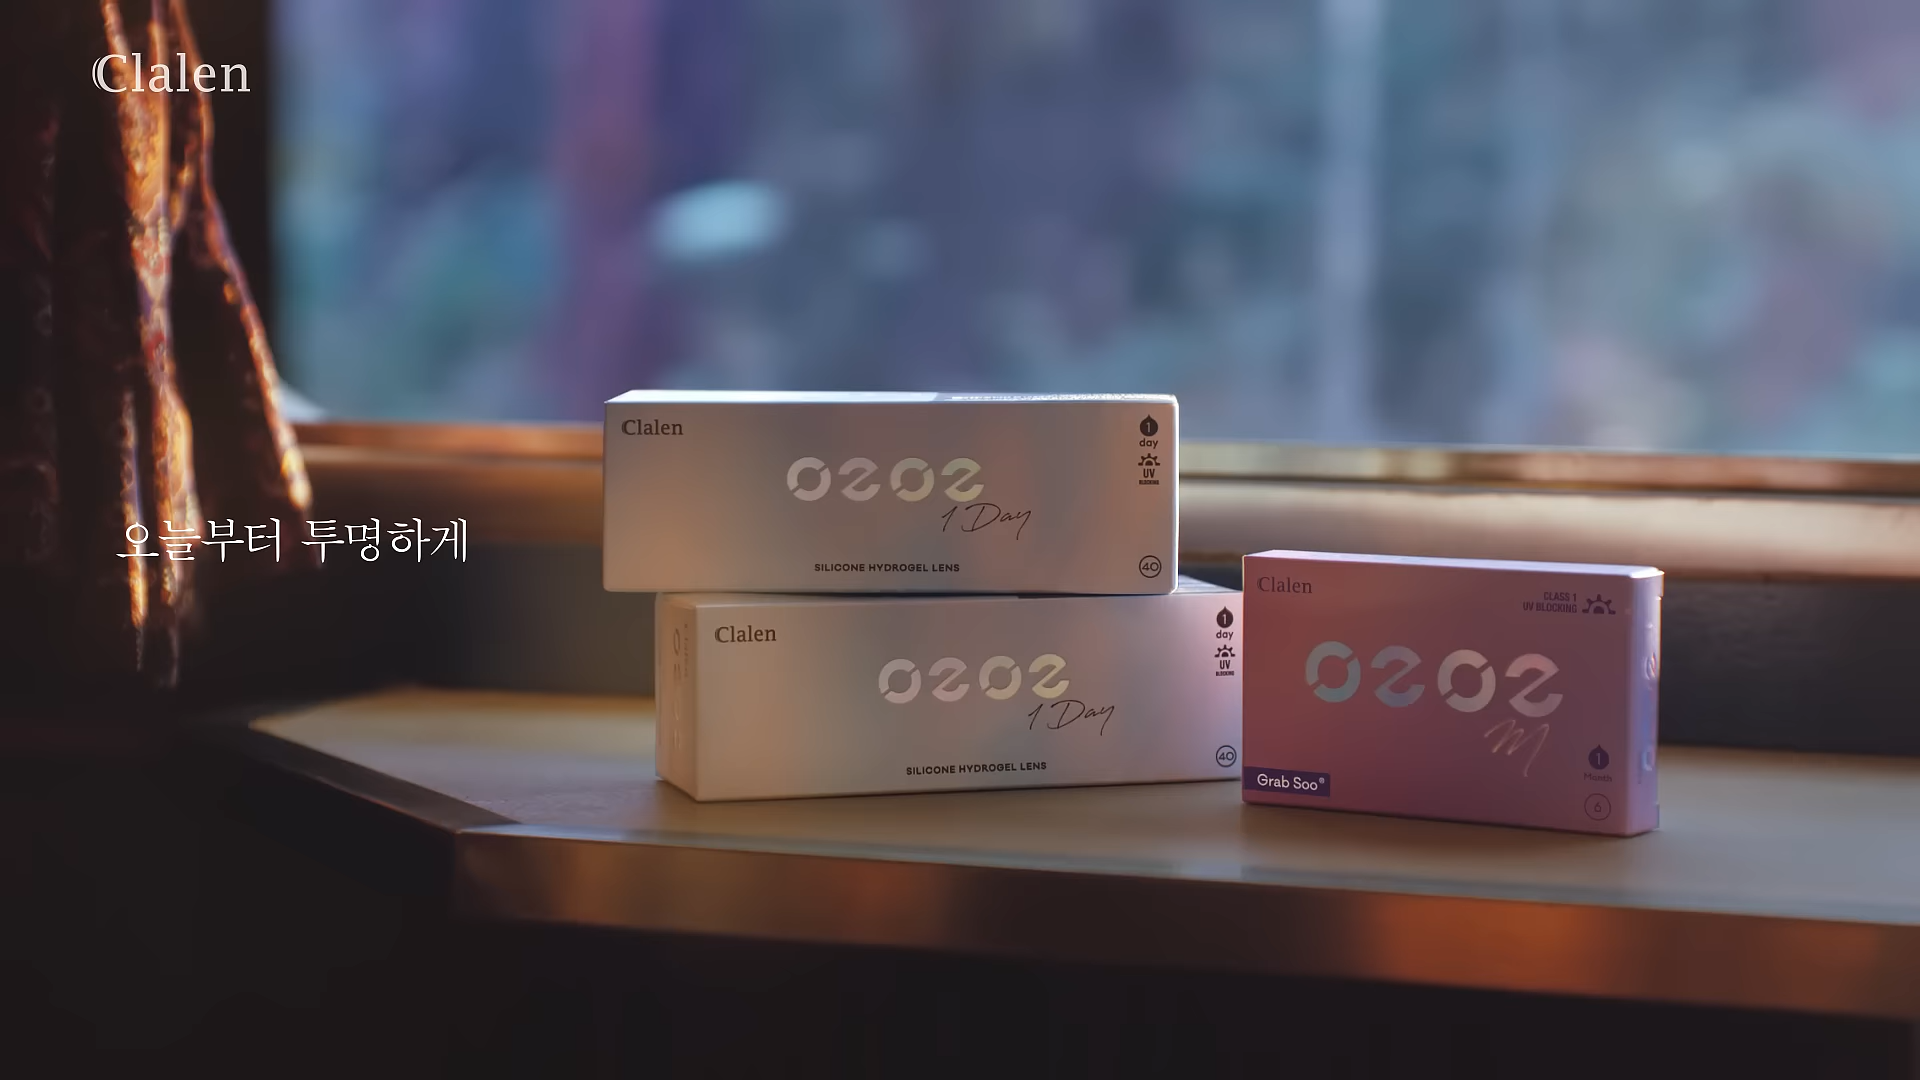 Clalen
오늘부터 투명하게
Clalen
O2O2
1 Day
SILICONE HYDROGEL LENS
1
day
UV
BLOCKING
40
Clalen
O2O2
1 Day
SILICONE HYDROGEL LENS
1
day
UV
BLOCKING
40
Clalen
CLASS 1
UV BLOCKING
O2O2
M
Grab Soo®
1
Month
6